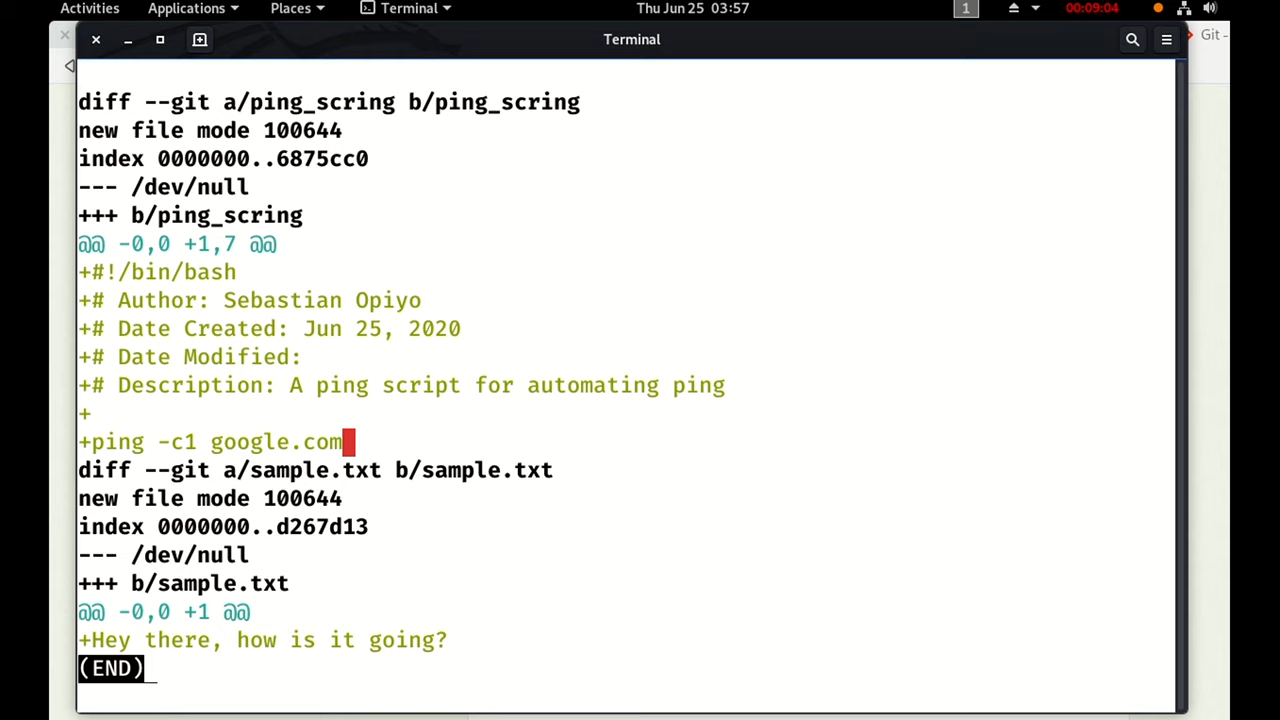 Activities Applications Places Terminal Thu Jun 25 03:57 1 00:09:04
Terminal
Git -
diff --git a/ping_scring b/ping_scring
new file mode 100644
index 0000000..6875cc0
--- /dev/null
+++ b/ping_scring
@@ -0,0 +1,7 @@
+#!/bin/bash
+# Author: Sebastian Opiyo
+# Date Created: Jun 25, 2020
+# Date Modified:
+# Description: A ping script for automating ping
+
+ping -c1 google.com
diff --git a/sample.txt b/sample.txt
new file mode 100644
index 0000000..d267d13
--- /dev/null
+++ b/sample.txt
@@ -0,0 +1 @@
+Hey there, how is it going?
(END)